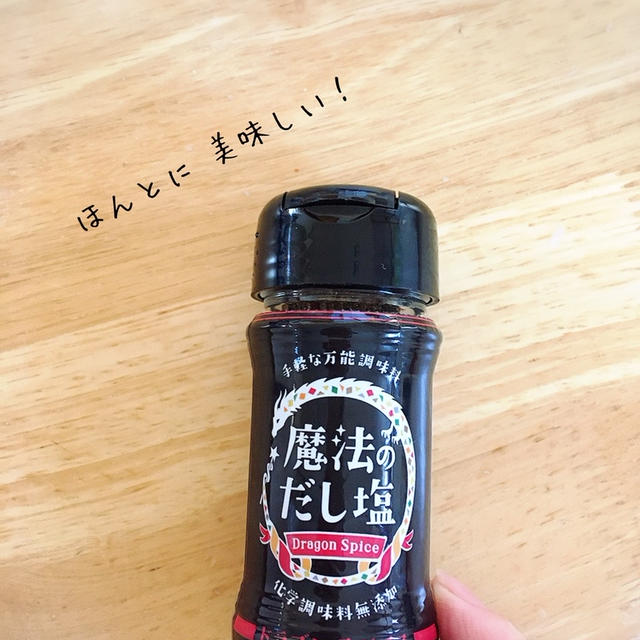 ほんとに 美味しい!
手軽な万能調味料
魔法の
だし塩
Dragon Spice
化学調味料無添加